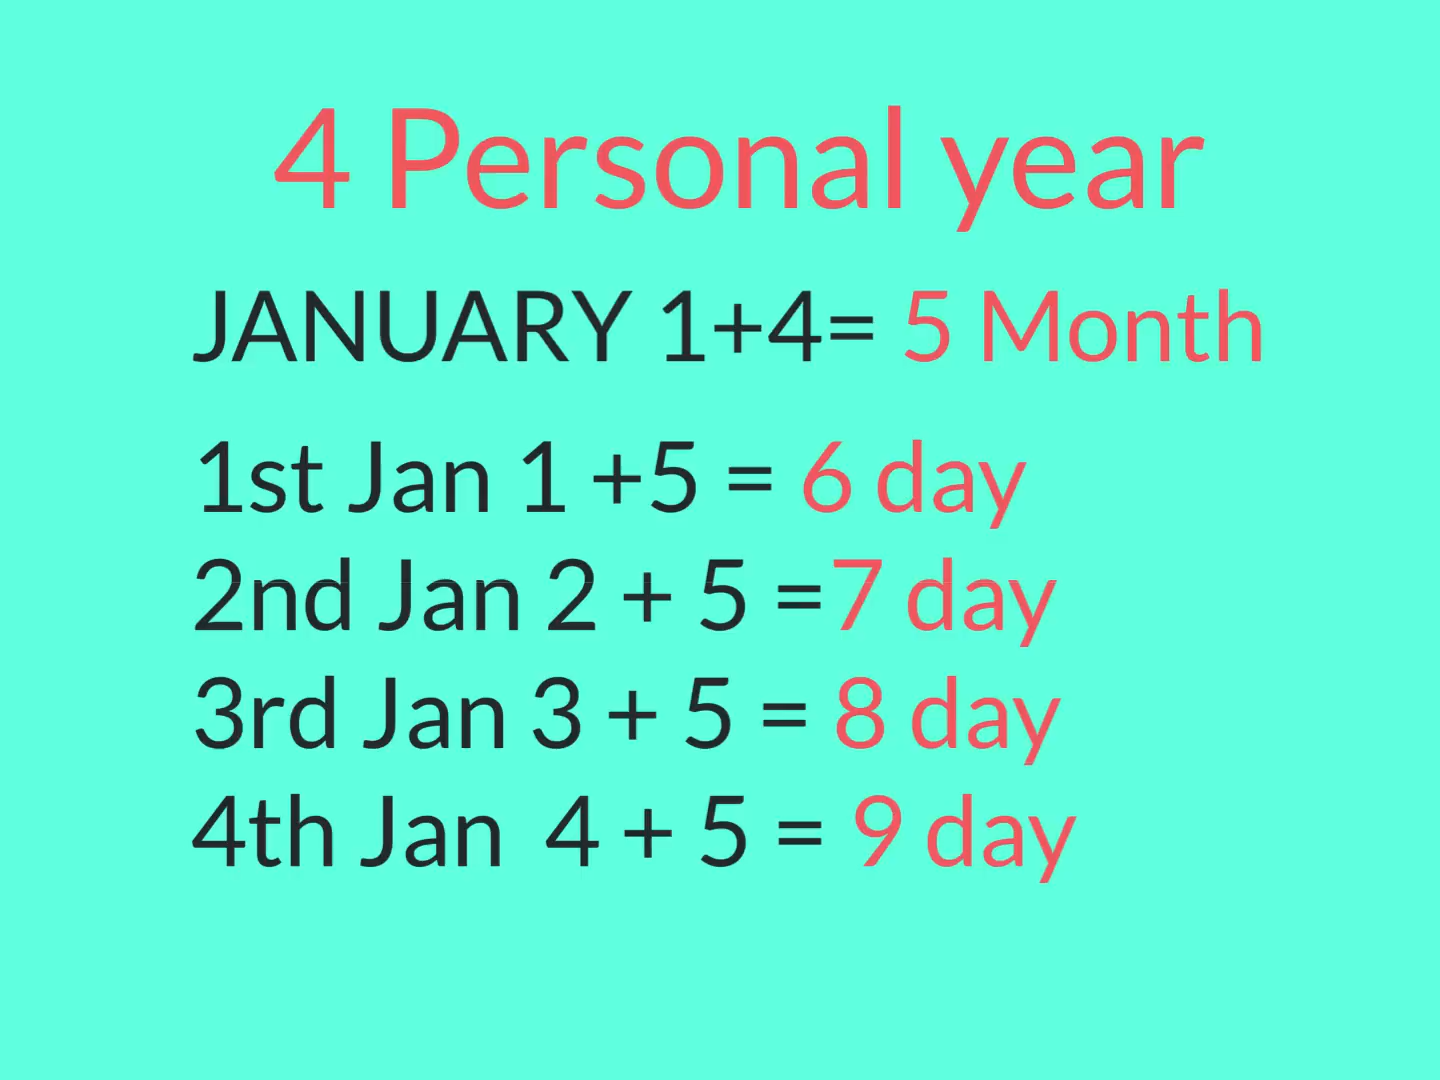 4 Personal year
JANUARY 1+4= 5 Month
1st Jan 1 +5 = 6 day
2nd Jan 2 + 5 =7 day
3rd Jan 3 + 5 = 8 day
4th Jan 4 + 5 = 9 day